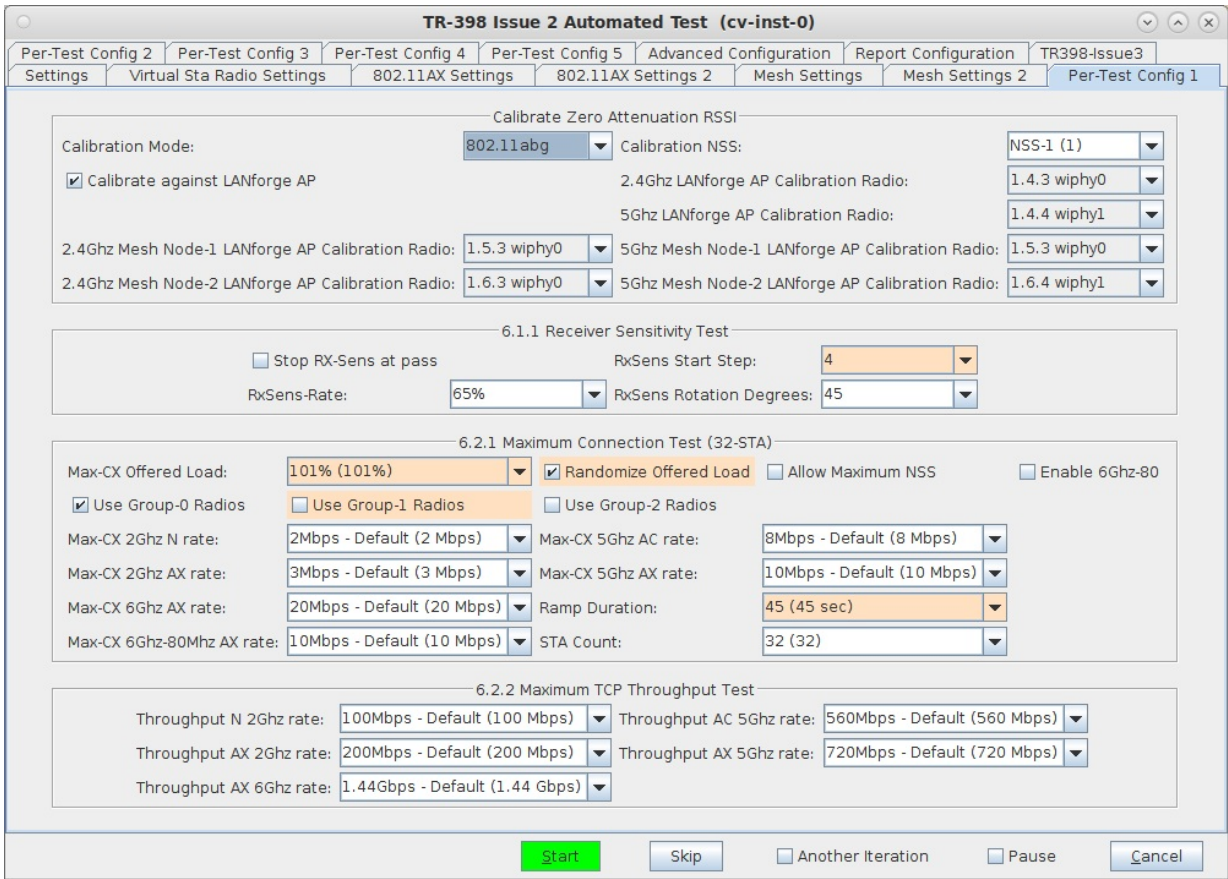 TR-398 Issue 2 Automated Test (cv-inst-0)
Per-Test Config 2 Per-Test Config 3 Per-Test Config 4 Per-Test Config 5 Advanced Configuration Report Configuration TR398-Issue3
Settings Virtual Sta Radio Settings 802.11AX Settings 802.11AX Settings 2 Mesh Settings Mesh Settings 2 Per-Test Config 1
Calibrate Zero Attenuation RSSI
Calibration Mode: 802.11abg Calibration NSS: NSS-1 (1)
Calibrate against LANforge AP 2.4Ghz LANforge AP Calibration Radio: 1.4.3 wiphy0
5Ghz LANforge AP Calibration Radio: 1.4.4 wiphy1
2.4Ghz Mesh Node-1 LANforge AP Calibration Radio: 1.5.3 wiphy0 5Ghz Mesh Node-1 LANforge AP Calibration Radio: 1.5.3 wiphy0
2.4Ghz Mesh Node-2 LANforge AP Calibration Radio: 1.6.3 wiphy0 5Ghz Mesh Node-2 LANforge AP Calibration Radio: 1.6.4 wiphy1
6.1.1 Receiver Sensitivity Test
Stop RX-Sens at pass RxSens Start Step: 4
RxSens-Rate: 65% RxSens Rotation Degrees: 45
6.2.1 Maximum Connection Test (32-STA)
Max-CX Offered Load: 101% (101%) Randomize Offered Load Allow Maximum NSS Enable 6Ghz-80
Use Group-0 Radios Use Group-1 Radios Use Group-2 Radios
Max-CX 2Ghz N rate: 2Mbps - Default (2 Mbps) Max-CX 5Ghz AC rate: 8Mbps - Default (8 Mbps)
Max-CX 2Ghz AX rate: 3Mbps - Default (3 Mbps) Max-CX 5Ghz AX rate: 10Mbps - Default (10 Mbps)
Max-CX 6Ghz AX rate: 20Mbps - Default (20 Mbps) Ramp Duration: 45 (45 sec)
Max-CX 6Ghz-80Mhz AX rate: 10Mbps - Default (10 Mbps) STA Count: 32 (32)
6.2.2 Maximum TCP Throughput Test
Throughput N 2Ghz rate: 100Mbps - Default (100 Mbps) Throughput AC 5Ghz rate: 560Mbps - Default (560 Mbps)
Throughput AX 2Ghz rate: 200Mbps - Default (200 Mbps) Throughput AX 5Ghz rate: 720Mbps - Default (720 Mbps)
Throughput AX 6Ghz rate: 1.44Gbps - Default (1.44 Gbps)
Start Skip Another Iteration Pause Cancel